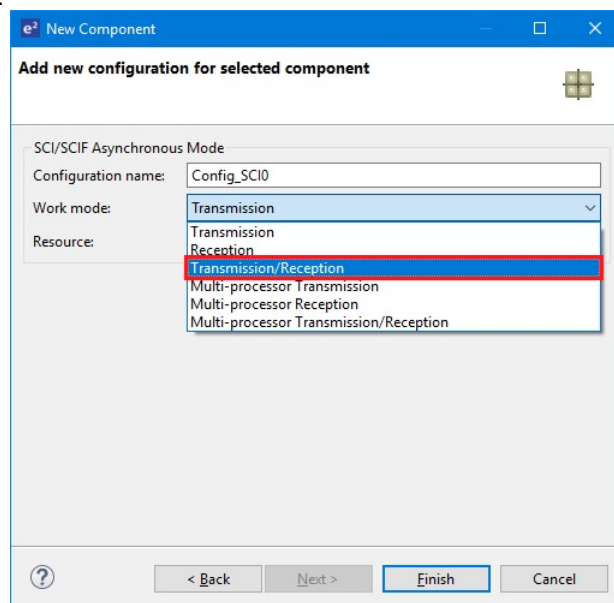 e² New Component
Add new configuration for selected component
SCI/SCIF Asynchronous Mode
Configuration name: Config_SCI0
Work mode: Transmission
Resource: Transmission
Reception
Transmission/Reception
Multi-processor Transmission
Multi-processor Reception
Multi-processor Transmission/Reception
? < Back Next > Finish Cancel